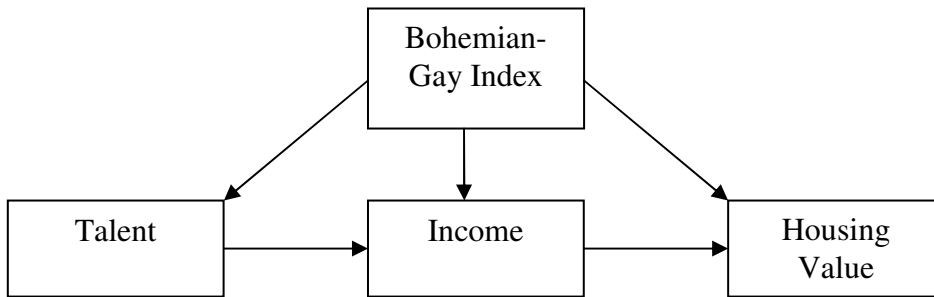 Bohemian-
Gay Index
Talent
Income
Housing
Value